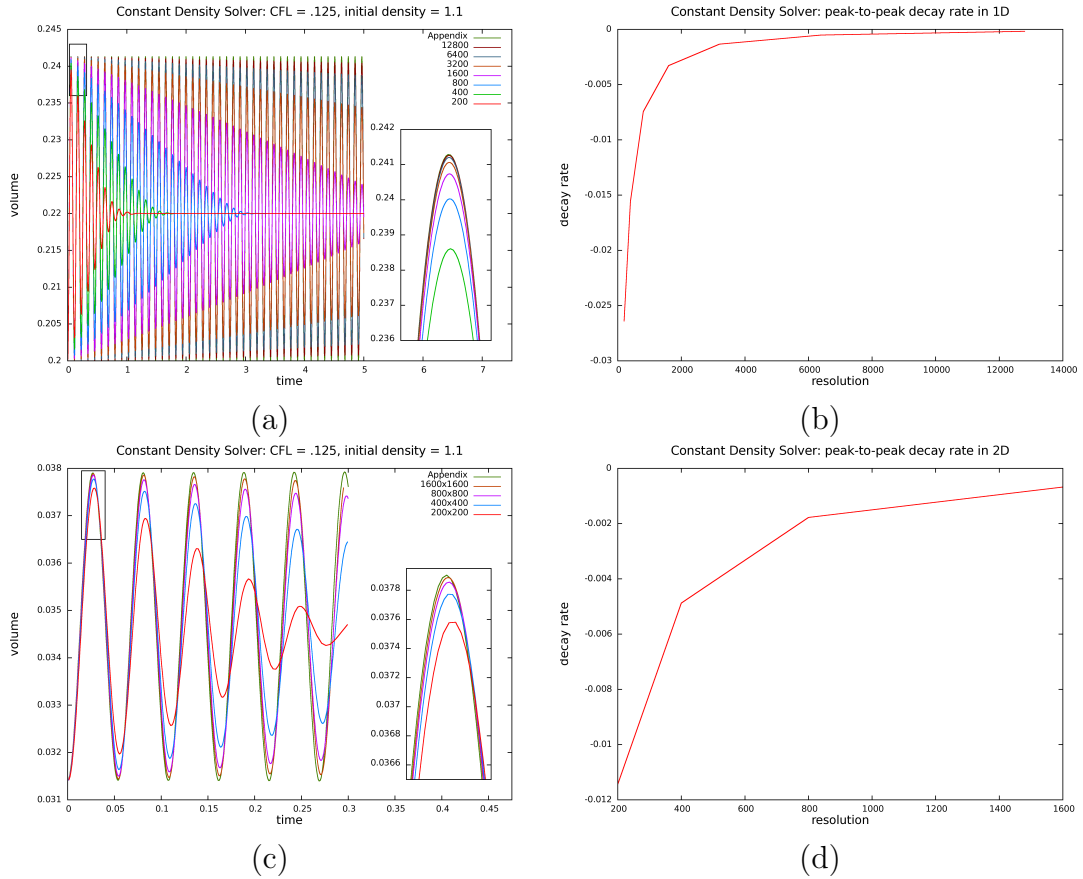 Constant Density Solver: CFL = .125, initial density = 1.1
0.245
0.24
0.235
0.23
0.225
0.22
0.215
0.21
0.205
0.2
volume
0 1 2 3 4 5 6 7
time
Appendix
12800
6400
3200
1600
800
400
200
0.242
0.241
0.24
0.239
0.238
0.237
0.236
(a)
Constant Density Solver: peak-to-peak decay rate in 1D
0
-0.005
-0.01
-0.015
-0.02
-0.025
-0.03
decay rate
0 2000 4000 6000 8000 10000 12000 14000
resolution
(b)
Constant Density Solver: CFL = .125, initial density = 1.1
0.038
0.037
0.036
0.035
0.034
0.033
0.032
0.031
volume
0 0.05 0.1 0.15 0.2 0.25 0.3 0.35 0.4 0.45
time
Appendix
1600x1600
800x800
400x400
200x200
0.0378
0.0376
0.0374
0.0372
0.037
0.0368
0.0366
(c)
Constant Density Solver: peak-to-peak decay rate in 2D
0
-0.002
-0.004
-0.006
-0.008
-0.01
-0.012
decay rate
200 400 600 800 1000 1200 1400 1600
resolution
(d)